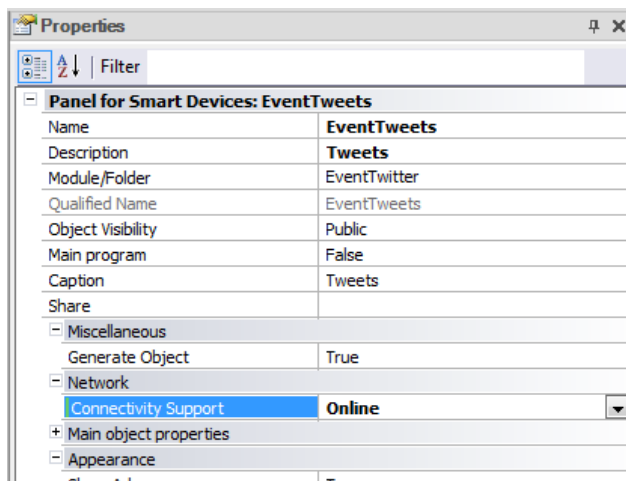 Properties
Filter
Panel for Smart Devices: EventTweets
Name EventTweets
Description Tweets
Module/Folder EventTwitter
Qualified Name EventTweets
Object Visibility Public
Main program False
Caption Tweets
Share
Miscellaneous
Generate Object True
Network
Connectivity Support Online
Main object properties
Appearance